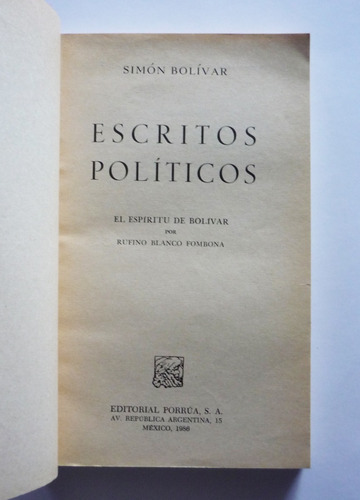 SIMÓN BOLÍVAR
ESCRITOS
POLÍTICOS
EL ESPÍRITU DE BOLÍVAR
POR
RUFINO BLANCO FOMBONA
EDITORIAL PORRÚA, S. A.
AV. REPÚBLICA ARGENTINA, 15
MÉXICO, 1986